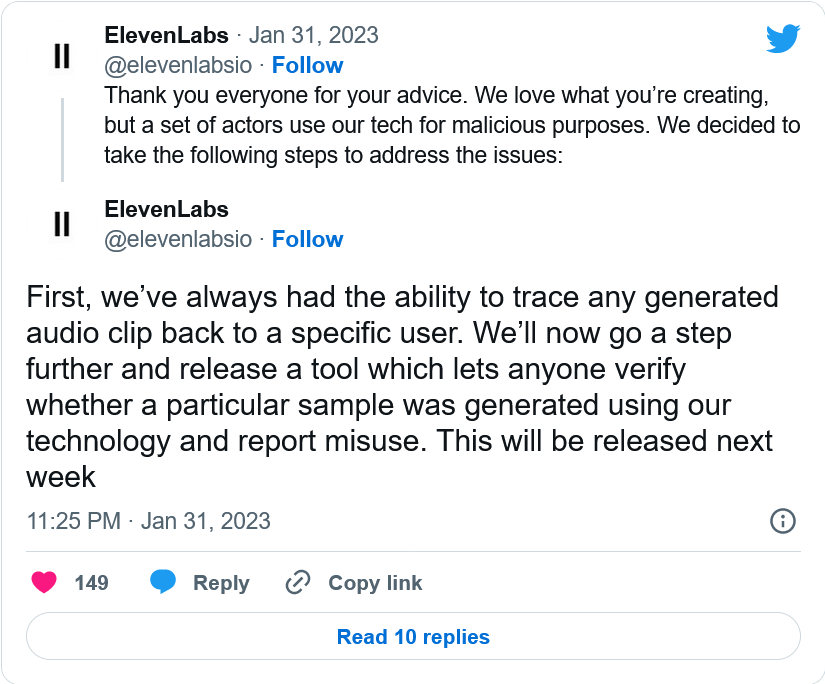 ElevenLabs · Jan 31, 2023
@elevenlabsio · Follow
Thank you everyone for your advice. We love what you’re creating,
but a set of actors use our tech for malicious purposes. We decided to
take the following steps to address the issues:
ElevenLabs
@elevenlabsio · Follow
First, we’ve always had the ability to trace any generated
audio clip back to a specific user. We’ll now go a step
further and release a tool which lets anyone verify
whether a particular sample was generated using our
technology and report misuse. This will be released next
week
11:25 PM · Jan 31, 2023
149 Reply Copy link
Read 10 replies